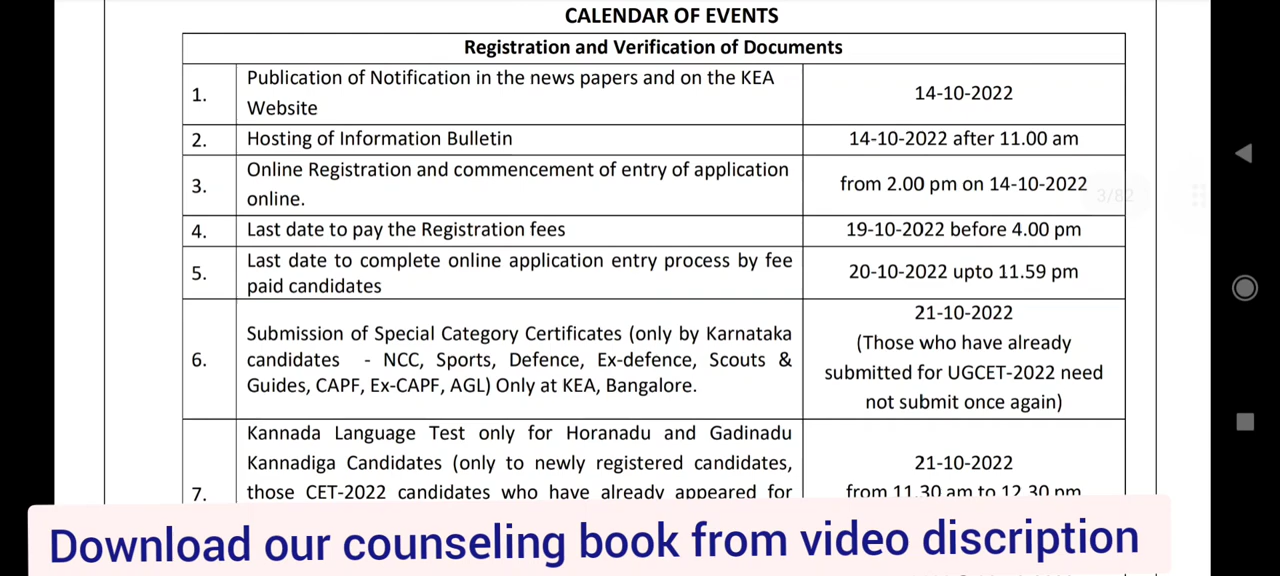 CALENDAR OF EVENTS
Registration and Verification of Documents
1.
Publication of Notification in the news papers and on the KEA
Website
14-10-2022
2.
Hosting of Information Bulletin
14-10-2022 after 11.00 am
3.
Online Registration and commencement of entry of application
online.
from 2.00 pm on 14-10-2022
3/82
4.
Last date to pay the Registration fees
19-10-2022 before 4.00 pm
5.
Last date to complete online application entry process by fee
paid candidates
20-10-2022 upto 11.59 pm
6.
Submission of Special Category Certificates (only by Karnataka
candidates - NCC, Sports, Defence, Ex-defence, Scouts &
Guides, CAPF, Ex-CAPF, AGL) Only at KEA, Bangalore.
21-10-2022
(Those who have already
submitted for UGCET-2022 need
not submit once again)
7.
Kannada Language Test only for Horanadu and Gadinadu
Kannadiga Candidates (only to newly registered candidates,
those CET-2022 candidates who have already appeared for
21-10-2022
from 11.30 am to 12.30 pm
Download our counseling book from video discription